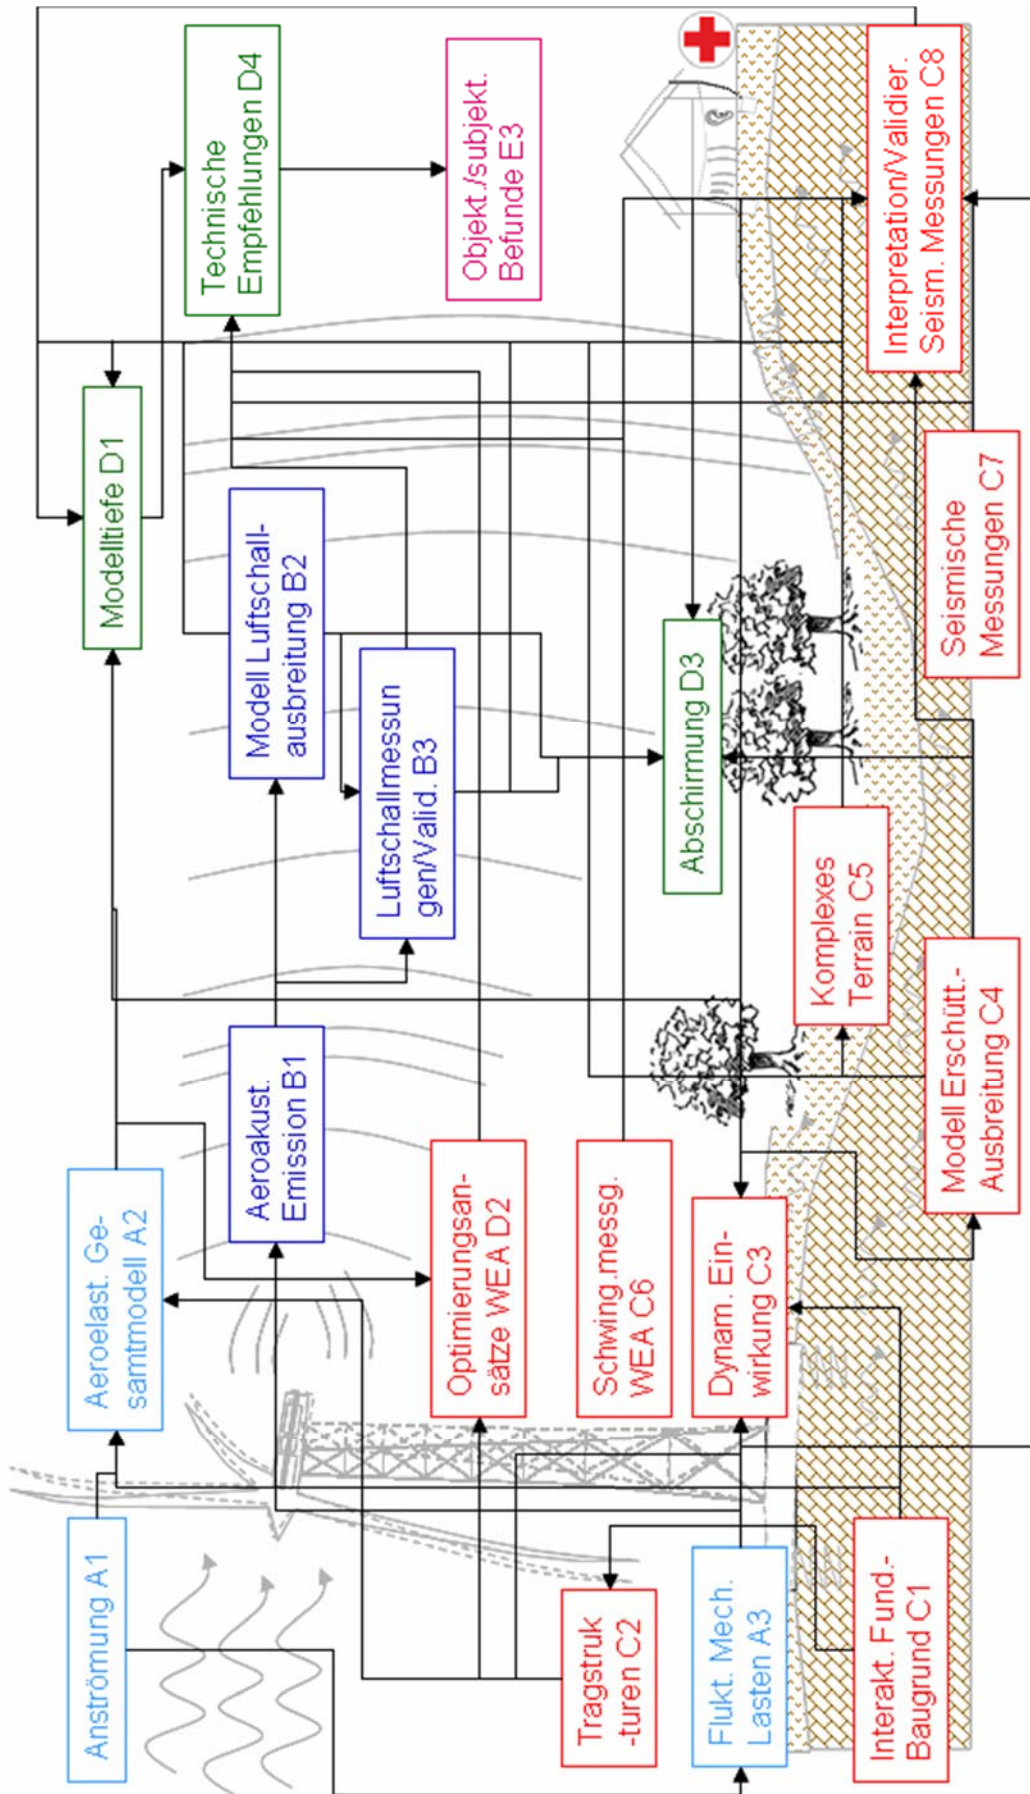 Anströmung A1
Aeroelast. Ge-
samtmodell A2
Modelltiefe D1
Technische
Empfehlungen D4
Aeroakust.
Emission B1
Modell Luftschall-
ausbreitung B2
Luftschallmessun
gen/Valid. B3
Objekt./subjekt.
Befunde E3
Optimierungsan-
sätze WEA D2
Tragstruk
-turen C2
Schwing.messg.
WEA C6
Flukt. Mech.
Lasten A3
Dynam. Ein-
wirkung C3
Abschirmung D3
Komplexes
Terrain C5
Interakt. Fund.-
Baugrund C1
Modell Erschütt.-
Ausbreitung C4
Seismische
Messungen C7
Interpretation/Validier.
Seism. Messungen C8